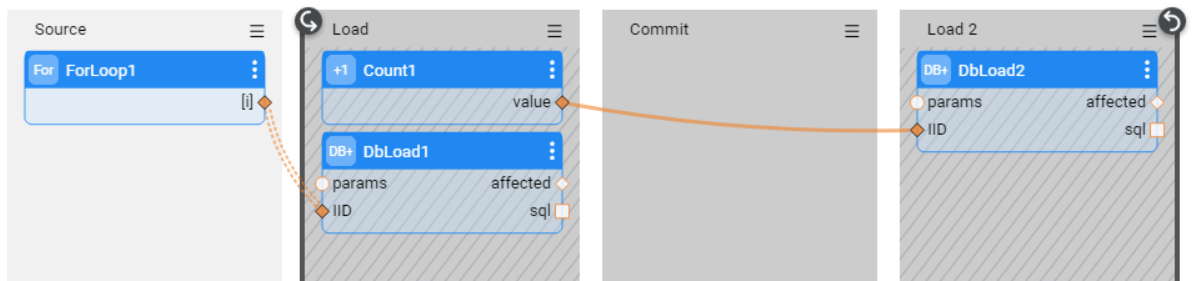 Source
For ForLoop1
[i]
Load
+1 Count1
value
DB+ DbLoad1
params affected
IID sql
Commit
Load 2
DB+ DbLoad2
params affected
IID sql